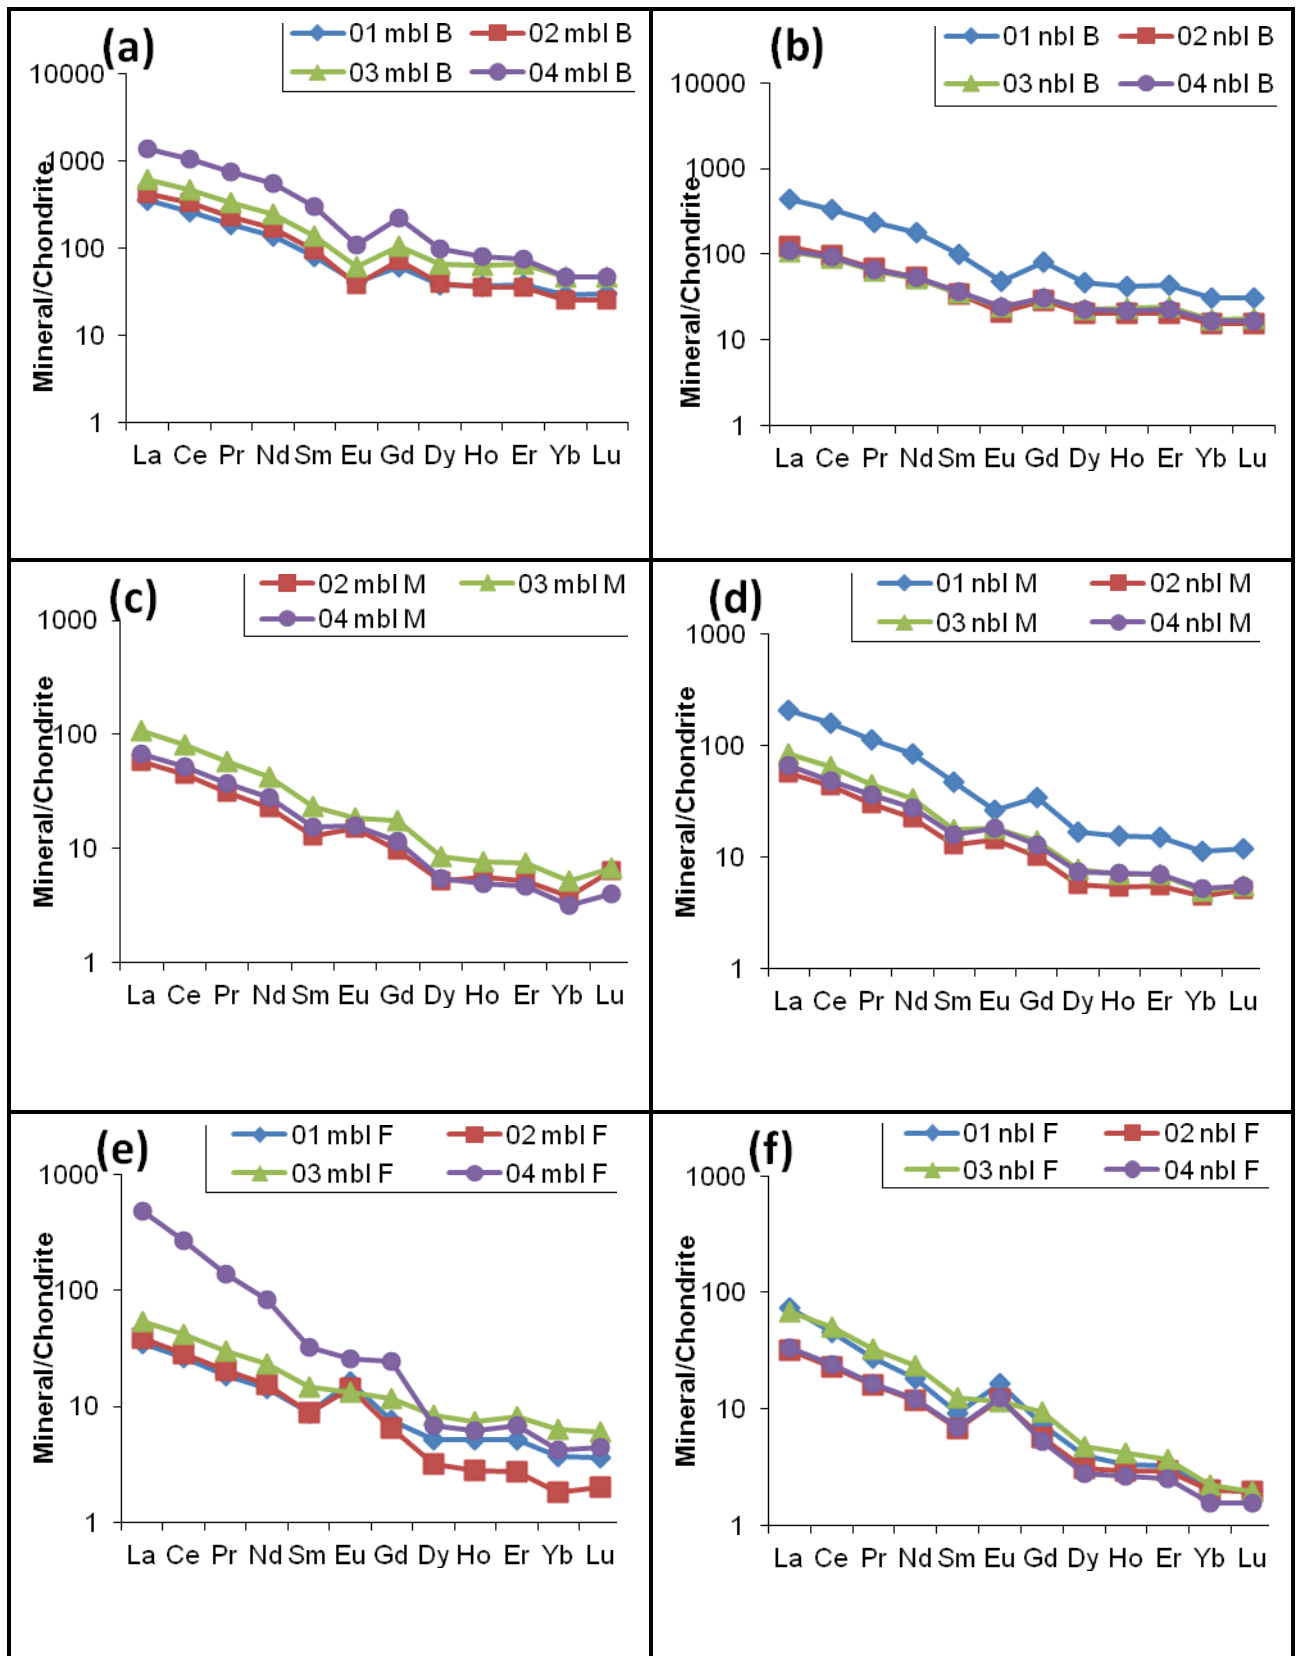 (a)
01 mbl B 02 mbl B
03 mbl B 04 mbl B
10000
1000
100
10
1
Mineral/Chondrite
La Ce Pr Nd Sm Eu Gd Dy Ho Er Yb Lu
(b)
01 nbl B 02 nbl B
03 nbl B 04 nbl B
10000
1000
100
10
1
Mineral/Chondrite
La Ce Pr Nd Sm Eu Gd Dy Ho Er Yb Lu
(c)
02 mbl M 03 mbl M
04 mbl M
1000
100
10
1
Mineral/Chondrite
La Ce Pr Nd Sm Eu Gd Dy Ho Er Yb Lu
(d)
01 nbl M 02 nbl M
03 nbl M 04 nbl M
1000
100
10
1
Mineral/Chondrite
La Ce Pr Nd Sm Eu Gd Dy Ho Er Yb Lu
(e)
01 mbl F 02 mbl F
03 mbl F 04 mbl F
1000
100
10
1
Mineral/Chondrite
La Ce Pr Nd Sm Eu Gd Dy Ho Er Yb Lu
(f)
01 nbl F 02 nbl F
03 nbl F 04 nbl F
1000
100
10
1
Mineral/Chondrite
La Ce Pr Nd Sm Eu Gd Dy Ho Er Yb Lu